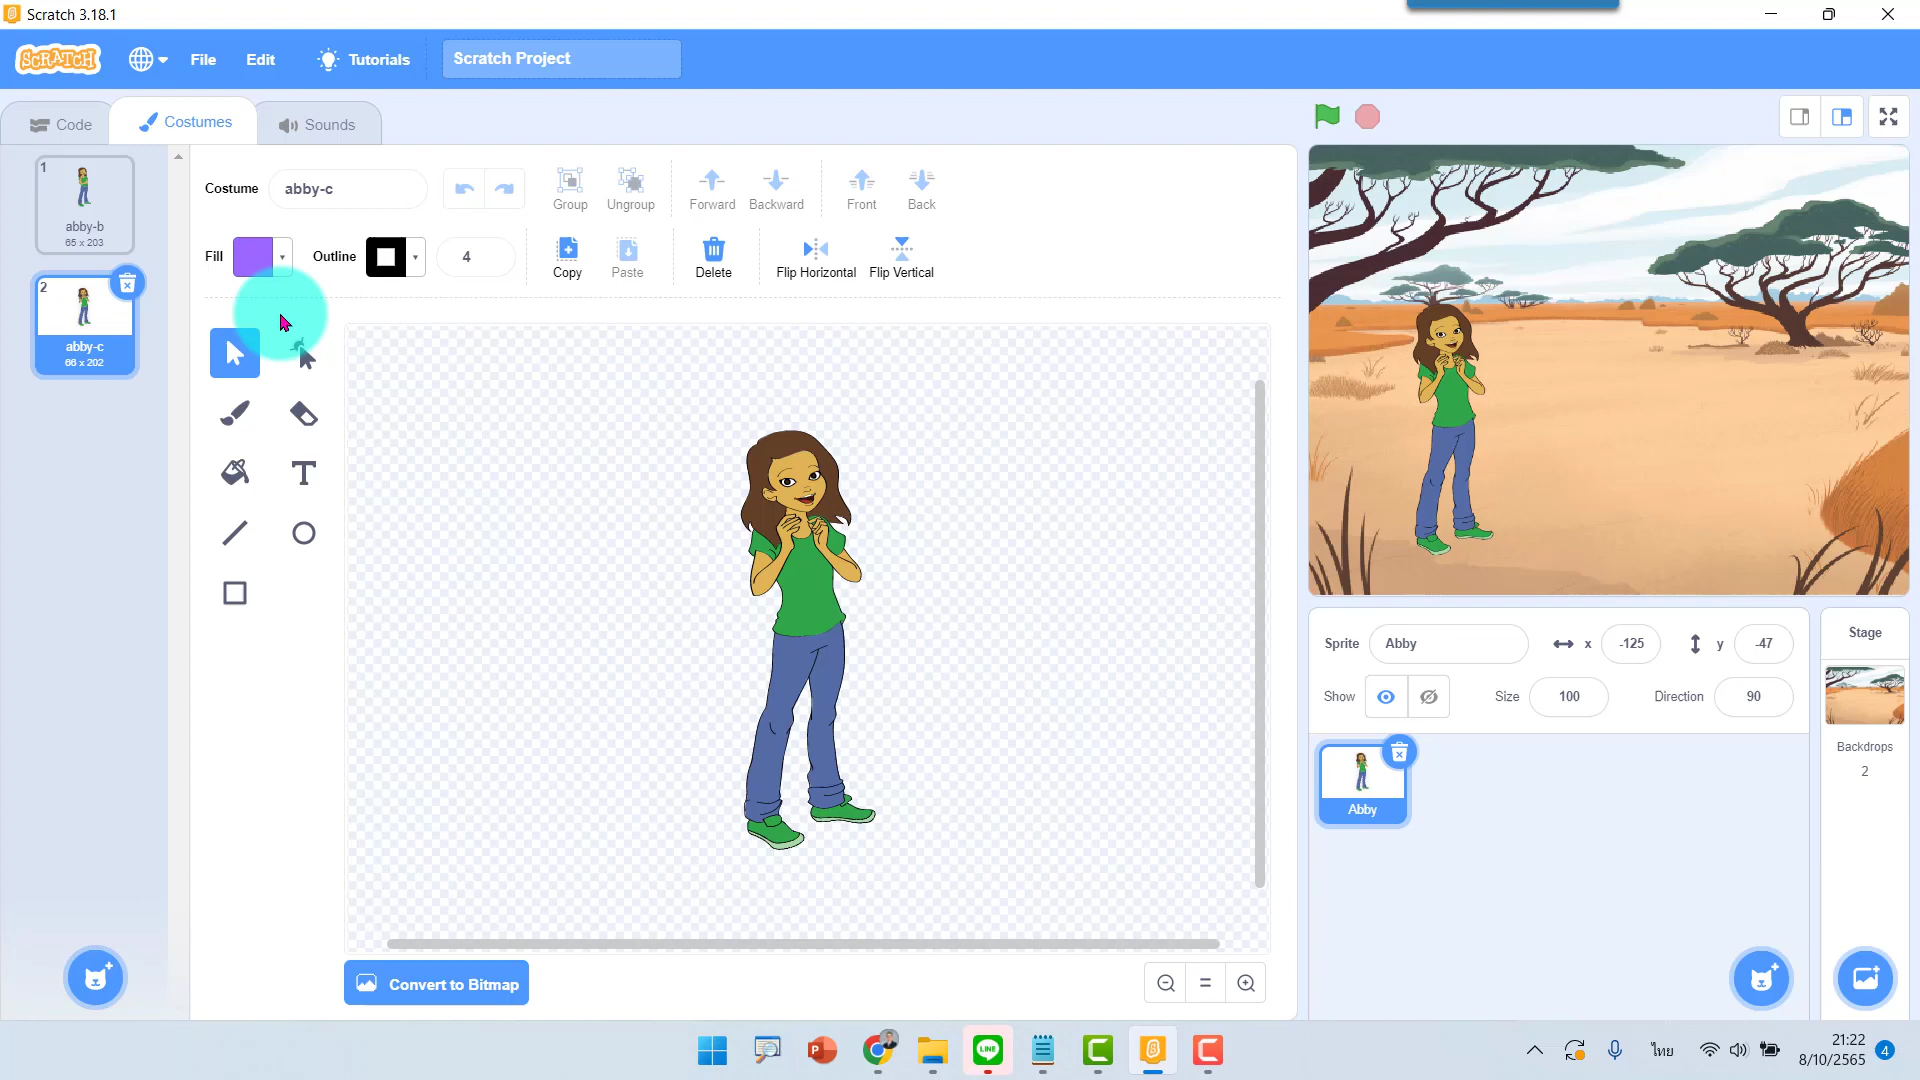 Scratch 3.18.1
SCRATCH File Edit Tutorials Scratch Project
Code Costumes Sounds
1
abby-b
65 x 203
2
abby-c
66 x 202
Costume abby-c Group Ungroup Forward Backward Front Back
Fill Outline 4 Copy Paste Delete Flip Horizontal Flip Vertical
T
Convert to Bitmap
Sprite Abby x -125 y -47
Show Size 100 Direction 90
Abby
Stage
Backdrops
2
LINE
ไทย
21:22
8/10/2565
4